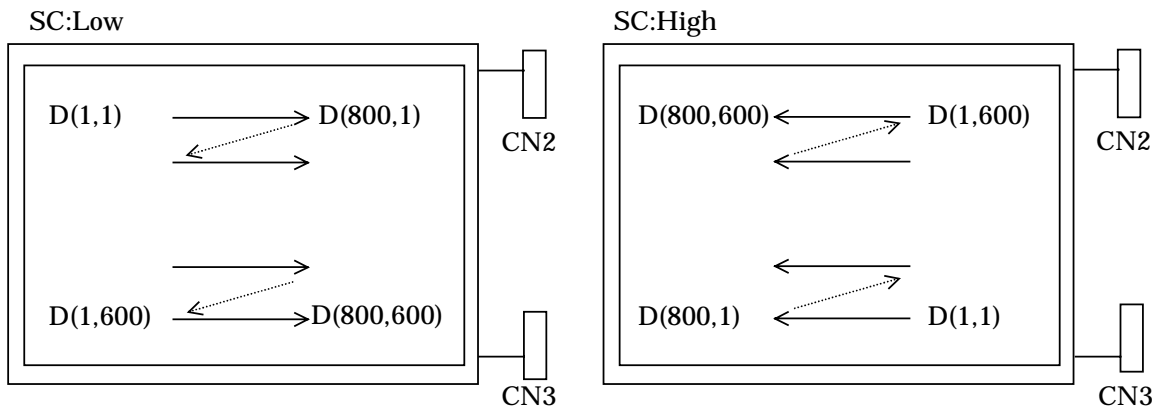 SC:Low
D(1,1) D(800,1)
CN2
D(1,600) D(800,600)
CN3
SC:High
D(800,600) D(1,600)
CN2
D(800,1) D(1,1)
CN3